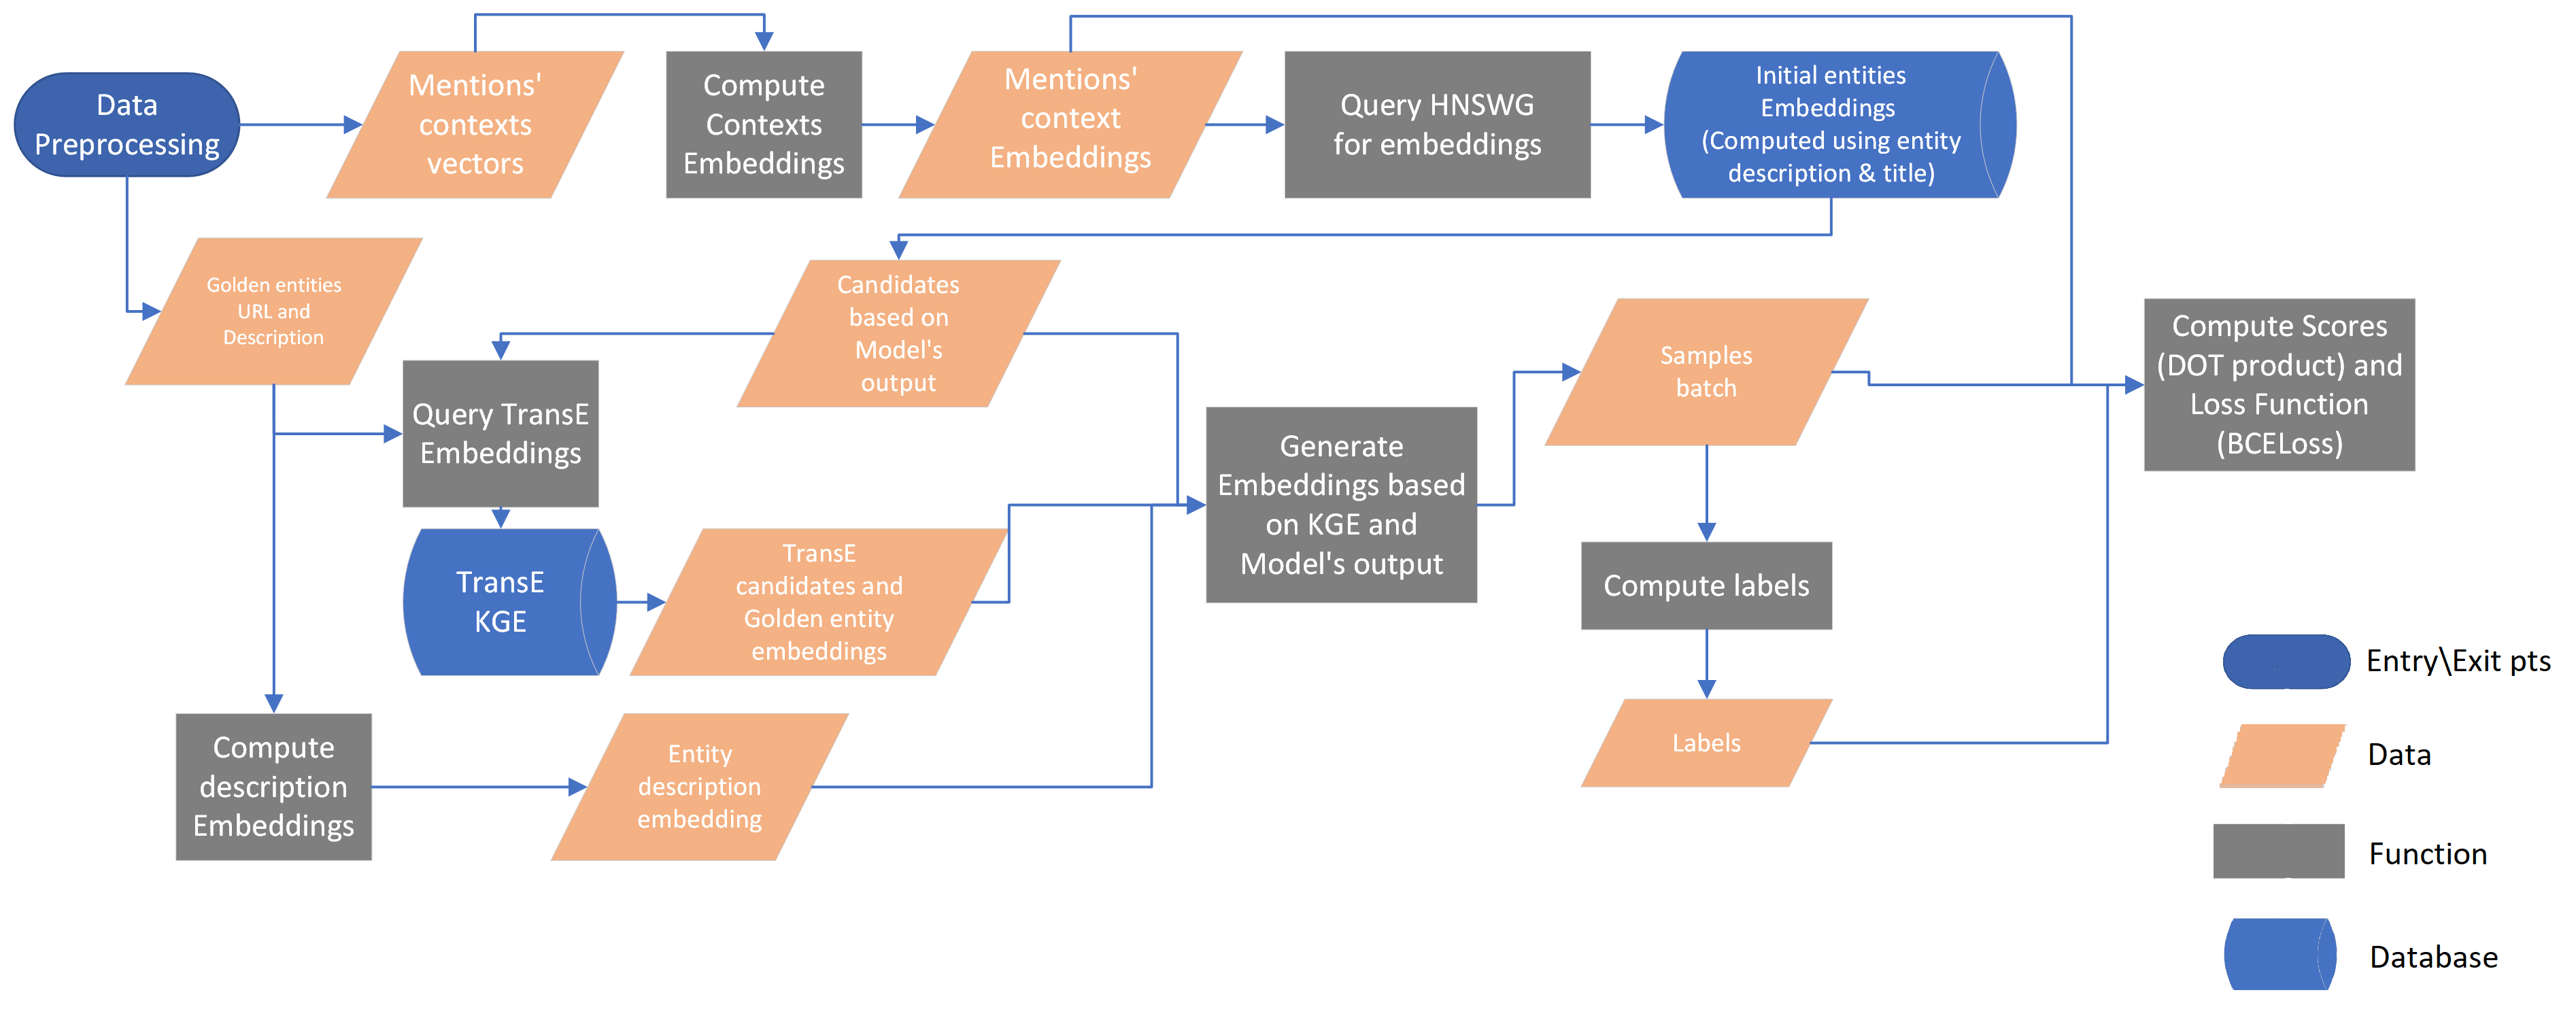 Data
Preprocessing
Mentions'
contexts
vectors
Compute
Contexts
Embeddings
Mentions'
context
Embeddings
Query HNSWG
for embeddings
Initial entities
Embeddings
(Computed using entity
description & title)
Golden entities
URL and
Description
Candidates
based on
Model's
output
Samples
batch
Compute Scores
(DOT product) and
Loss Function
(BCELoss)
Query TransE
Embeddings
Generate
Embeddings based
on KGE and
Model's output
TransE
KGE
TransE
candidates and
Golden entity
embeddings
Compute labels
Compute
description
Embeddings
Entity
description
embedding
Labels
Entry\Exit pts
Data
Function
Database